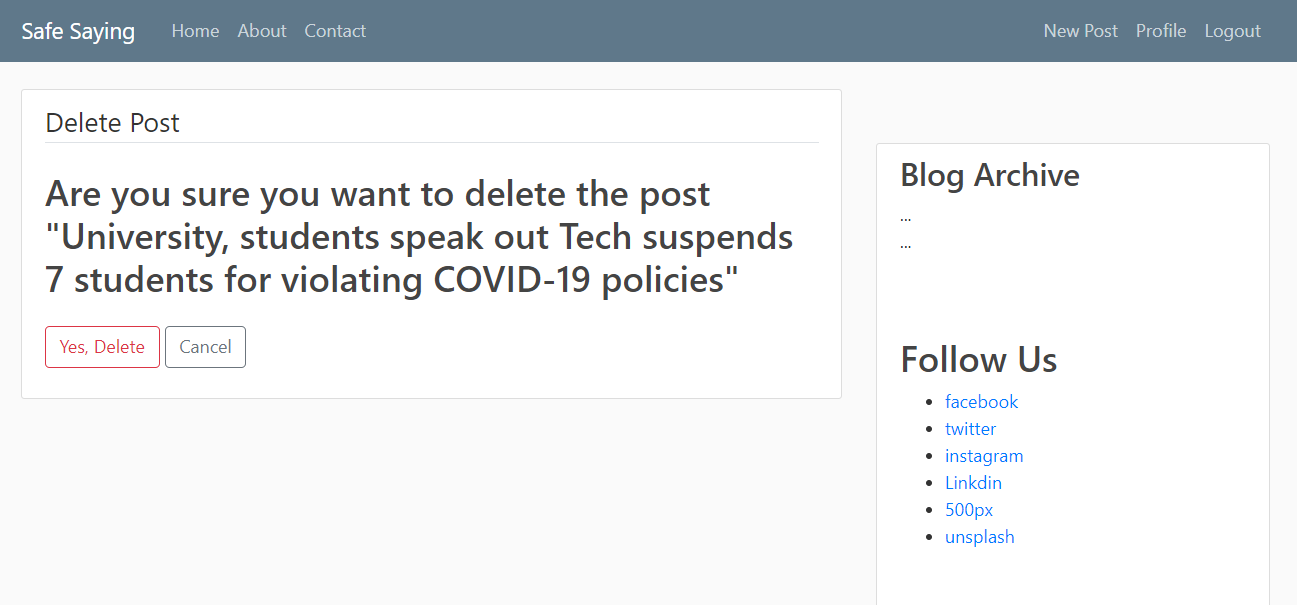 Safe Saying Home About Contact New Post Profile Logout
Delete Post
Are you sure you want to delete the post
"University, students speak out Tech suspends
7 students for violating COVID-19 policies"
Yes, Delete Cancel
Blog Archive
...
...
Follow Us
facebook
twitter
instagram
Linkdin
500px
unsplash